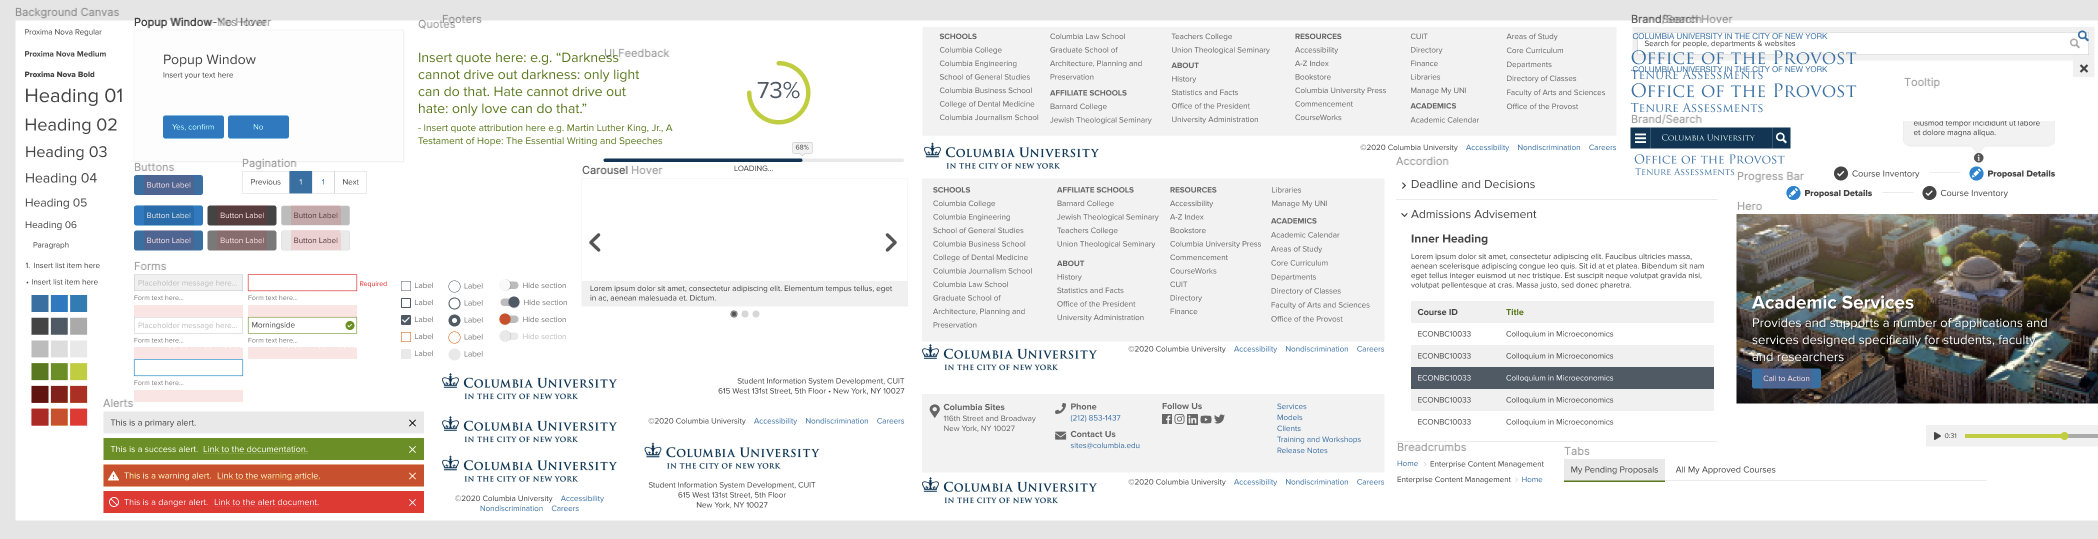 Background Canvas
Proxima Nova Regular
Proxima Nova Medium
Proxima Nova Bold
Heading 01
Heading 02
Heading 03
Heading 04
Heading 05
Heading 06
Paragraph
1. Insert list item here
• Insert list item here
Popup Window
Popup Window
Insert your text here
Yes, confirm
No
Buttons
Button Label
Button Label
Button Label
Button Label
Button Label
Button Label
Button Label
Pagination
Previous
1
1
Next
Forms
Placeholder message here...
Required
Form text here...
Form text here...
Placeholder message here...
Morningside
Form text here...
Form text here...
Form text here...
Label
Label
Hide section
Label
Label
Hide section
Label
Label
Hide section
Label
Label
Hide section
Label
Label
Alerts
This is a primary alert.
This is a success alert. Link to the documentation.
This is a warning alert. Link to the warning article.
This is a danger alert. Link to the alert document.
Quotes
Footers
Insert quote here: e.g. “Darkness
cannot drive out darkness: only light
can do that. Hate cannot drive out
hate: only love can do that.”
- Insert quote attribution here e.g. Martin Luther King, Jr., A
Testament of Hope: The Essential Writing and Speeches
UI Feedback
73%
68%
LOADING...
Carousel Hover
Lorem ipsum dolor sit amet, consectetur adipiscing elit. Elementum tempus tellus, eget
in ac, aenean malesuada et. Dictum.
COLUMBIA UNIVERSITY
IN THE CITY OF NEW YORK
Student Information System Development, CUIT
615 West 131st Street, 5th Floor • New York, NY 10027
COLUMBIA UNIVERSITY
IN THE CITY OF NEW YORK
©2020 Columbia University Accessibility Nondiscrimination Careers
COLUMBIA UNIVERSITY
IN THE CITY OF NEW YORK
©2020 Columbia University Accessibility
Nondiscrimination Careers
COLUMBIA UNIVERSITY
IN THE CITY OF NEW YORK
Student Information System Development, CUIT
615 West 131st Street, 5th Floor
New York, NY 10027
SCHOOLS
Columbia College
Columbia Engineering
School of General Studies
Columbia Business School
College of Dental Medicine
Columbia Journalism School
Columbia Law School
Graduate School of
Architecture, Planning and
Preservation
AFFILIATE SCHOOLS
Barnard College
Jewish Theological Seminary
Teachers College
Union Theological Seminary
ABOUT
History
Statistics and Facts
Office of the President
University Administration
RESOURCES
Accessibility
A-Z Index
Bookstore
Columbia University Press
Commencement
CourseWorks
CUIT
Directory
Finance
Libraries
Manage My UNI
ACADEMICS
Academic Calendar
Areas of Study
Core Curriculum
Departments
Directory of Classes
Faculty of Arts and Sciences
Office of the Provost
COLUMBIA UNIVERSITY
IN THE CITY OF NEW YORK
©2020 Columbia University Accessibility Nondiscrimination Careers
SCHOOLS
Columbia College
Columbia Engineering
School of General Studies
Columbia Business School
College of Dental Medicine
Columbia Journalism School
Columbia Law School
Graduate School of
Architecture, Planning and
Preservation
AFFILIATE SCHOOLS
Barnard College
Jewish Theological Seminary
Teachers College
Union Theological Seminary
ABOUT
History
Statistics and Facts
Office of the President
University Administration
RESOURCES
Accessibility
A-Z Index
Bookstore
Columbia University Press
Commencement
CourseWorks
CUIT
Directory
Finance
Libraries
Manage My UNI
ACADEMICS
Academic Calendar
Areas of Study
Core Curriculum
Departments
Directory of Classes
Faculty of Arts and Sciences
Office of the Provost
COLUMBIA UNIVERSITY
IN THE CITY OF NEW YORK
©2020 Columbia University Accessibility Nondiscrimination Careers
Columbia Sites
116th Street and Broadway
New York, NY 10027
Phone
(212) 853-1437
Contact Us
sites@columbia.edu
Follow Us
Services
Models
Clients
Training and Workshops
Release Notes
COLUMBIA UNIVERSITY
IN THE CITY OF NEW YORK
©2020 Columbia University Accessibility Nondiscrimination Careers
Accordion
Deadline and Decisions
Admissions Advisement
Inner Heading
Lorem ipsum dolor sit amet, consectetur adipiscing elit. Faucibus ultricies massa,
aenean scelerisque adipiscing congue leo quis. Sit id at et platea. Bibendum sit nam
eget tellus Integer euismod ut nec tristique. Est suscipit neque volutpat gravida nisi,
volutpat pellentesque at cras. Massa justo, sed donec pharetra.
Course ID Title
ECONBC10033 Colloquium in Microeconomics
ECONBC10033 Colloquium in Microeconomics
ECONBC10033 Colloquium in Microeconomics
ECONBC10033 Colloquium in Microeconomics
ECONBC10033 Colloquium in Microeconomics
Breadcrumbs
Home Enterprise Content Management
Enterprise Content Management Home
Tabs
My Pending Proposals
All My Approved Courses
COLUMBIA UNIVERSITY IN THE CITY OF NEW YORK
Search for people, departments & websites
OFFICE OF THE PROVOST
COLUMBIA UNIVERSITY IN THE CITY OF NEW YORK
TENURE ASSESSMENTS
OFFICE OF THE PROVOST
TENURE ASSESSMENTS
Brand/Search
COLUMBIA UNIVERSITY
OFFICE OF THE PROVOST
TENURE ASSESSMENTS
Tooltip
eiusmod tempor incididunt ut labore
et dolore magna aliqua.
Progress Bar
Course Inventory
Proposal Details
Proposal Details
Course Inventory
Hero
Academic Services
Provides and supports a number of applications and
services designed specifically for students, faculty
and researchers
Call to Action
0:31